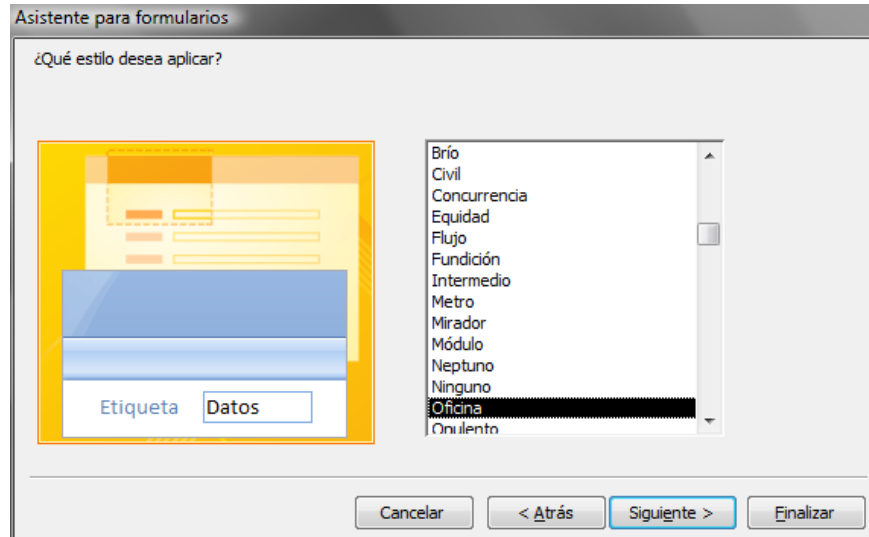 Asistente para formularios
¿Qué estilo desea aplicar?
Brío
Civil
Concurrencia
Equidad
Flujo
Fundición
Intermedio
Metro
Mirador
Módulo
Neptuno
Ninguno
Oficina
Opulento
Etiqueta Datos
Cancelar < Atrás Siguiente > Finalizar